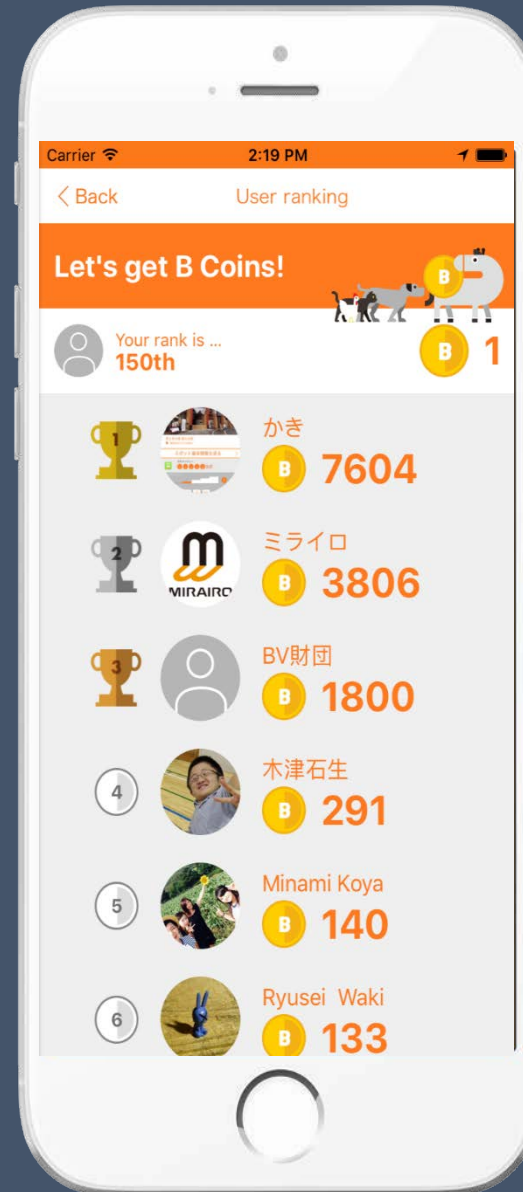 Carrier
2:19 PM
Back
User ranking
Let's get B Coins!
B
Your rank is ...
150th
B 1
1
かき
B 7604
2
MIRAIRO
ミライロ
B 3806
3
BV財団
B 1800
4
木津石生
B 291
5
Minami Koya
B 140
6
Ryusei Waki
B 133